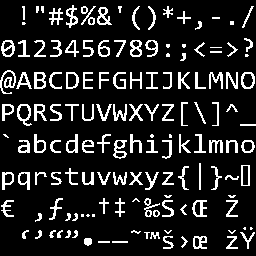 !"#$%&'()*+,-./
0123456789:;<=>?
@ABCDEFGHIJKLMNO
PQRSTUVWXYZ[\]^_
`abcdefghijklmno
pqrstuvwxyz{|}~▯
€ ‚ƒ„…†‡ˆ‰Š‹Œ Ž
 ‘’“”•–—˜™š›œ žŸ